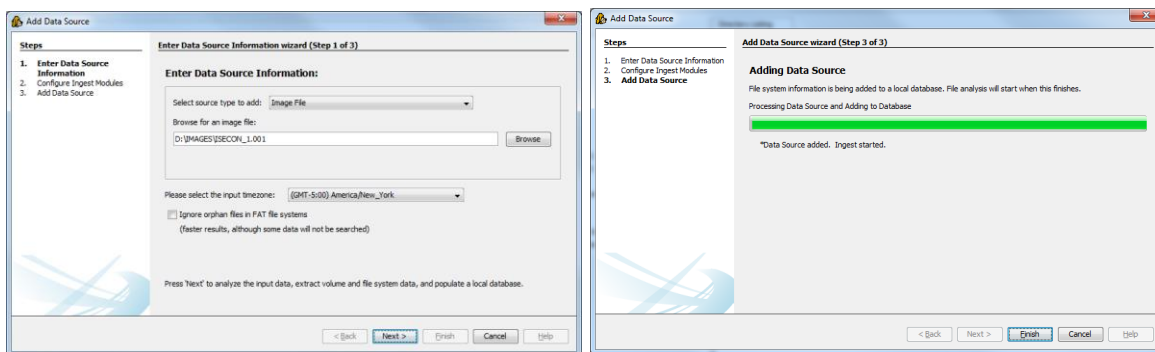 Add Data Source
Steps
1. Enter Data Source
Information
2. Configure Ingest Modules
3. Add Data Source
Enter Data Source Information wizard (Step 1 of 3)
Enter Data Source Information:
Select source type to add: Image File
Browse for an image file:
D:\IMAGES\ISECON_1.001
Browse
Please select the input timezone: (GMT-5:00) America/New_York
Ignore orphan files in FAT file systems
(faster results, although some data will not be searched)
Press 'Next' to analyze the input data, extract volume and file system data, and populate a local database.
< Back Next > Finish Cancel Help
Add Data Source
Steps
1. Enter Data Source Information
2. Configure Ingest Modules
3. Add Data Source
Add Data Source wizard (Step 3 of 3)
Adding Data Source
File system information is being added to a local database. File analysis will start when this finishes.
Processing Data Source and Adding to Database
*Data Source added. Ingest started.
< Back Next > Finish Cancel Help